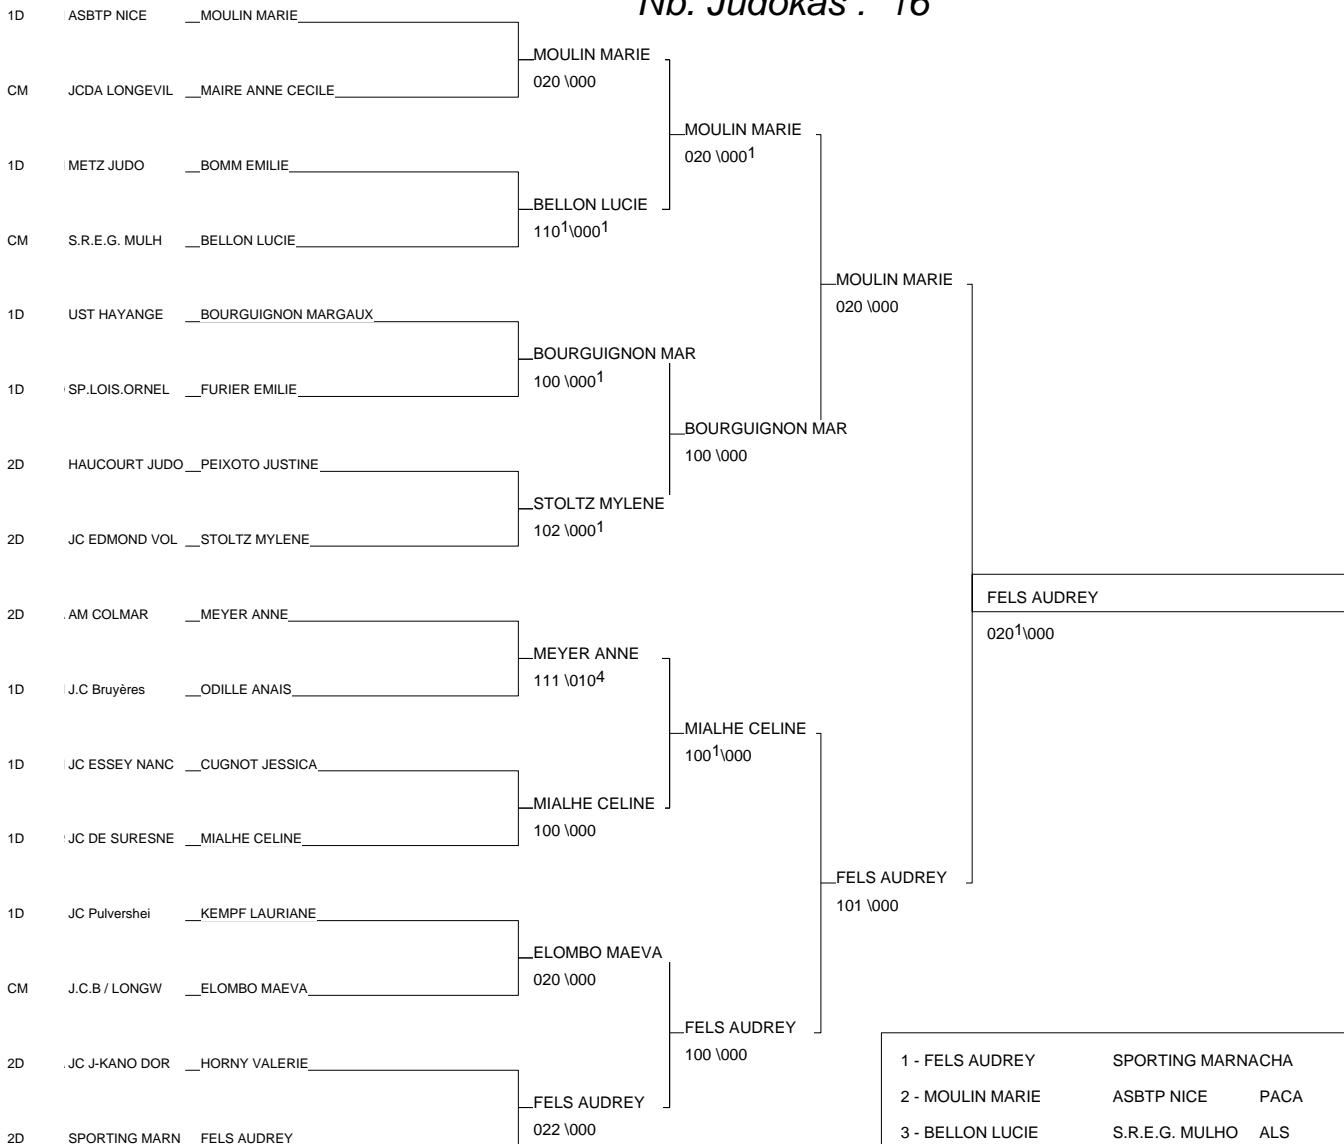 Nb. Judokas : 16
1D ASBTP NICE MOULIN MARIE
MOULIN MARIE
020 \000
CM JCDA LONGEVIL MAIRE ANNE CECILE
MOULIN MARIE
020 \000¹
1D METZ JUDO BOMM EMILIE
BELLON LUCIE
110¹\000¹
CM S.R.E.G. MULH BELLON LUCIE
MOULIN MARIE
020 \000
1D UST HAYANGE BOURGUIGNON MARGAUX
BOURGUIGNON MAR
100 \000¹
1D SP.LOIS.ORNEL FURIER EMILIE
BOURGUIGNON MAR
100 \000
2D HAUCOURT JUDO PEIXOTO JUSTINE
STOLTZ MYLENE
102 \000¹
2D JC EDMOND VOL STOLTZ MYLENE
FELS AUDREY
020¹\000
2D AM COLMAR MEYER ANNE
MEYER ANNE
111 \010⁴
1D J.C Bruyères ODILLE ANAIS
MIALHE CELINE
100¹\000
1D JC ESSEY NANC CUGNOT JESSICA
MIALHE CELINE
100 \000
1D JC DE SURESNE MIALHE CELINE
FELS AUDREY
101 \000
1D JC Pulvershei KEMPF LAURIANE
ELOMBO MAEVA
020 \000
CM J.C.B / LONGW ELOMBO MAEVA
FELS AUDREY
100 \000
2D JC J-KANO DOR HORNY VALERIE
FELS AUDREY
022 \000
2D SPORTING MARN FELS AUDREY
1 - FELS AUDREY SPORTING MARNACHA
2 - MOULIN MARIE ASBTP NICE PACA
3 - BELLON LUCIE S.R.E.G. MULHO ALS